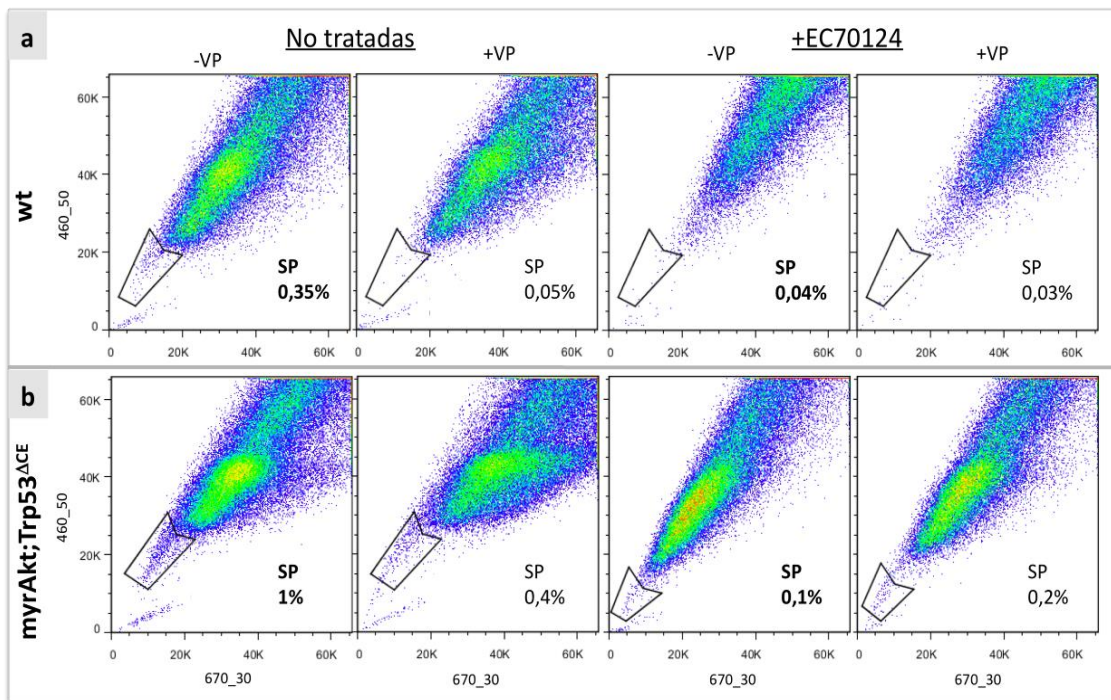 a
No tratadas
+EC70124
-VP
+VP
-VP
+VP
wt
460_50
60K
40K
20K
0
SP
0,35%
SP
0,05%
SP
0,04%
SP
0,03%
0 20K 40K 60K
0 20K 40K 60K
0 20K 40K 60K
0 20K 40K 60K
b
myrAkt;Trp53ΔCE
460_50
60K
40K
20K
0
SP
1%
SP
0,4%
SP
0,1%
SP
0,2%
0 20K 40K 60K
0 20K 40K 60K
0 20K 40K 60K
0 20K 40K 60K
670_30
670_30
670_30
670_30